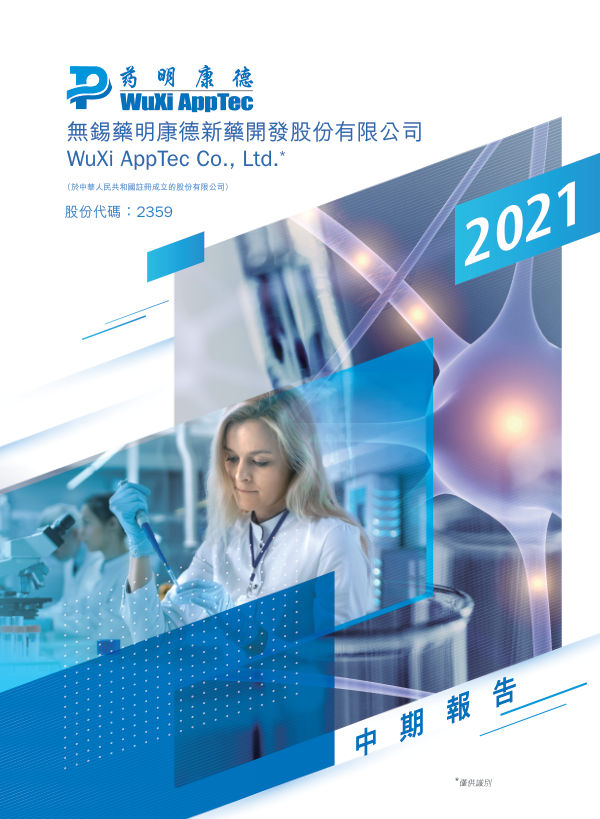 药明康德
WuXi AppTec
無錫藥明康德新藥開發股份有限公司
WuXi AppTec Co., Ltd.*
（於中華人民共和國註冊成立的股份有限公司）
股份代碼：2359
2021
中期報告
*僅供識別